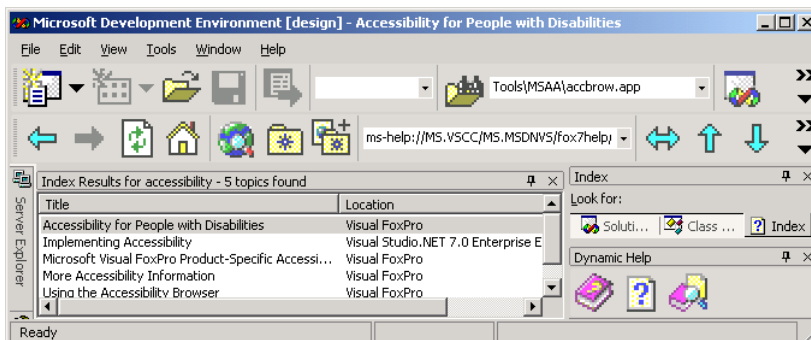 Microsoft Development Environment [design] - Accessibility for People with Disabilities
File Edit View Tools Window Help
Tools\MSAA\accbrow.app
ms-help://MS.VSCC/MS.MSDNVS/fox7help/
Server Explorer
Index Results for accessibility - 5 topics found
Title Location
Accessibility for People with Disabilities Visual FoxPro
Implementing Accessibility Visual Studio.NET 7.0 Enterprise E
Microsoft Visual FoxPro Product-Specific Accessi... Visual FoxPro
More Accessibility Information Visual FoxPro
Using the Accessibility Browser Visual FoxPro
Index
Look for:
Soluti... Class ... Index
Dynamic Help
Ready